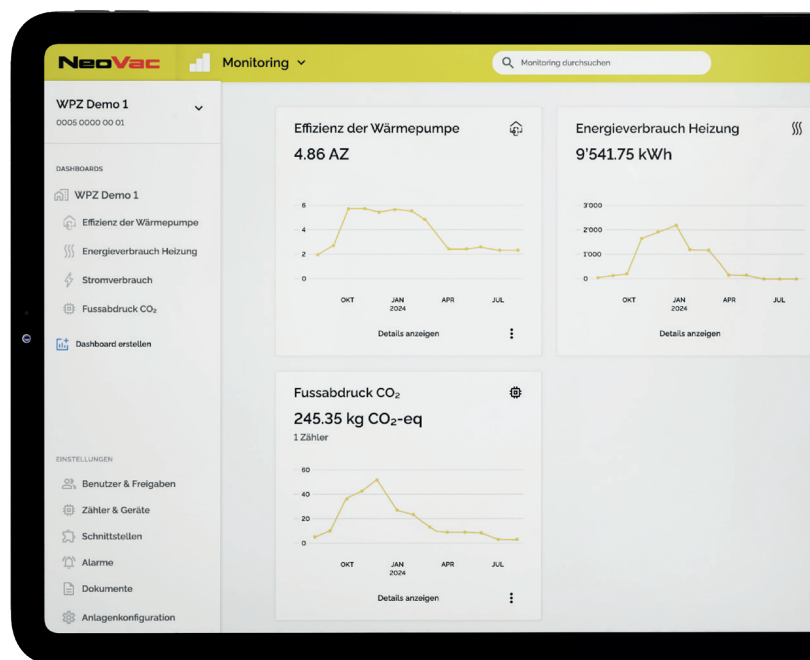 NeoVac
Monitoring
Monitoring durchsuchen
WPZ Demo 1
0005 0000 00 01
DASHBOARDS
WPZ Demo 1
Effizienz der Wärmepumpe
Energieverbrauch Heizung
Stromverbrauch
Fussabdruck CO₂
Dashboard erstellen
EINSTELLUNGEN
Benutzer & Freigaben
Zähler & Geräte
Schnittstellen
Alarme
Dokumente
Anlagenkonfiguration
Effizienz der Wärmepumpe
4.86 AZ
6
4
2
0
OKT JAN APR JUL
2024
Details anzeigen
Energieverbrauch Heizung
9'541.75 kWh
3'000
2'000
1'000
0
OKT JAN APR JUL
2024
Details anzeigen
Fussabdruck CO₂
245.35 kg CO₂-eq
1 Zähler
60
40
20
0
OKT JAN APR JUL
2024
Details anzeigen